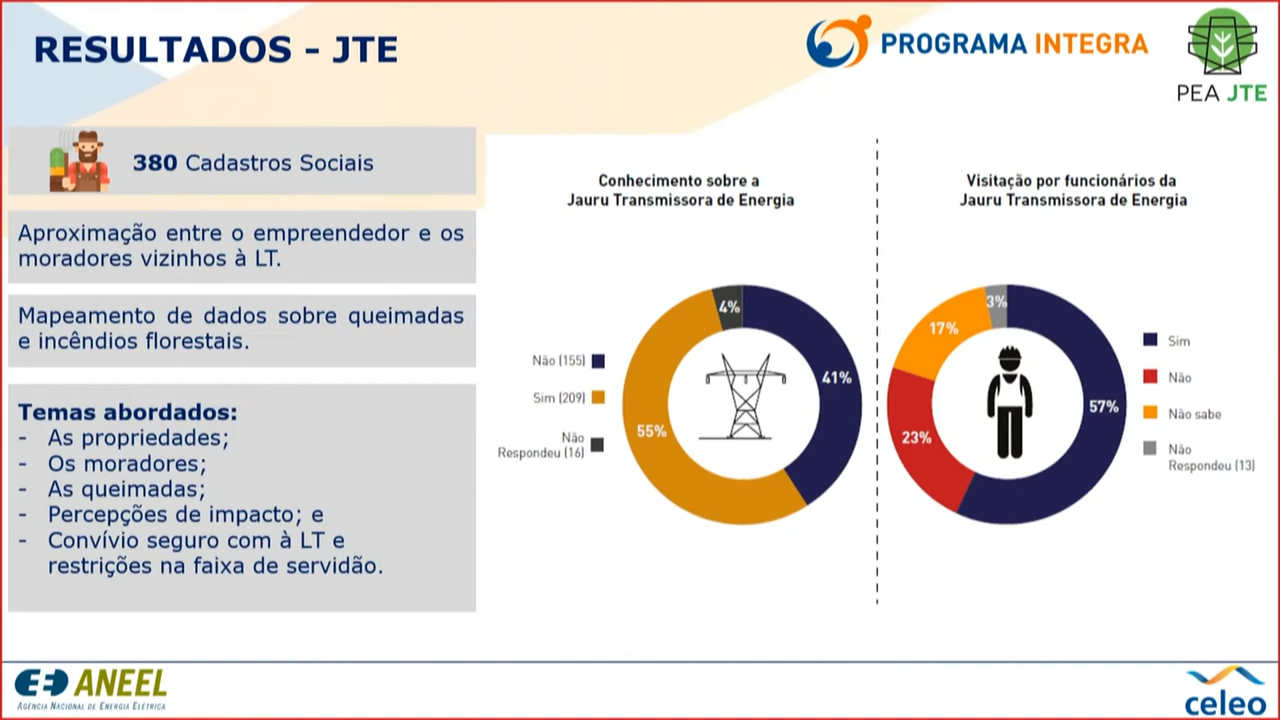 RESULTADOS - JTE
PROGRAMA INTEGRA
PEA JTE
380 Cadastros Sociais
Aproximação entre o empreendedor e os
moradores vizinhos à LT.
Mapeamento de dados sobre queimadas
e incêndios florestais.
Temas abordados:
- As propriedades;
- Os moradores;
- As queimadas;
- Percepções de impacto; e
- Convívio seguro com à LT e
restrições na faixa de servidão.
Conhecimento sobre a
Jauru Transmissora de Energia
4%
41%
55%
Não (155)
Sim (209)
Não
Respondeu (16)
Visitação por funcionários da
Jauru Transmissora de Energia
3%
17%
57%
23%
Sim
Não
Não sabe
Não
Respondeu (13)
ANEEL
AGÊNCIA NACIONAL DE ENERGIA ELÉTRICA
celeo